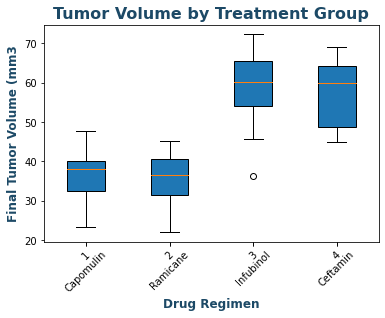 Tumor Volume by Treatment Group
Final Tumor Volume (mm3
70
60
50
40
30
20
1
Capomulin
2
Ramicane
3
Infubinol
4
Ceftamin
Drug Regimen